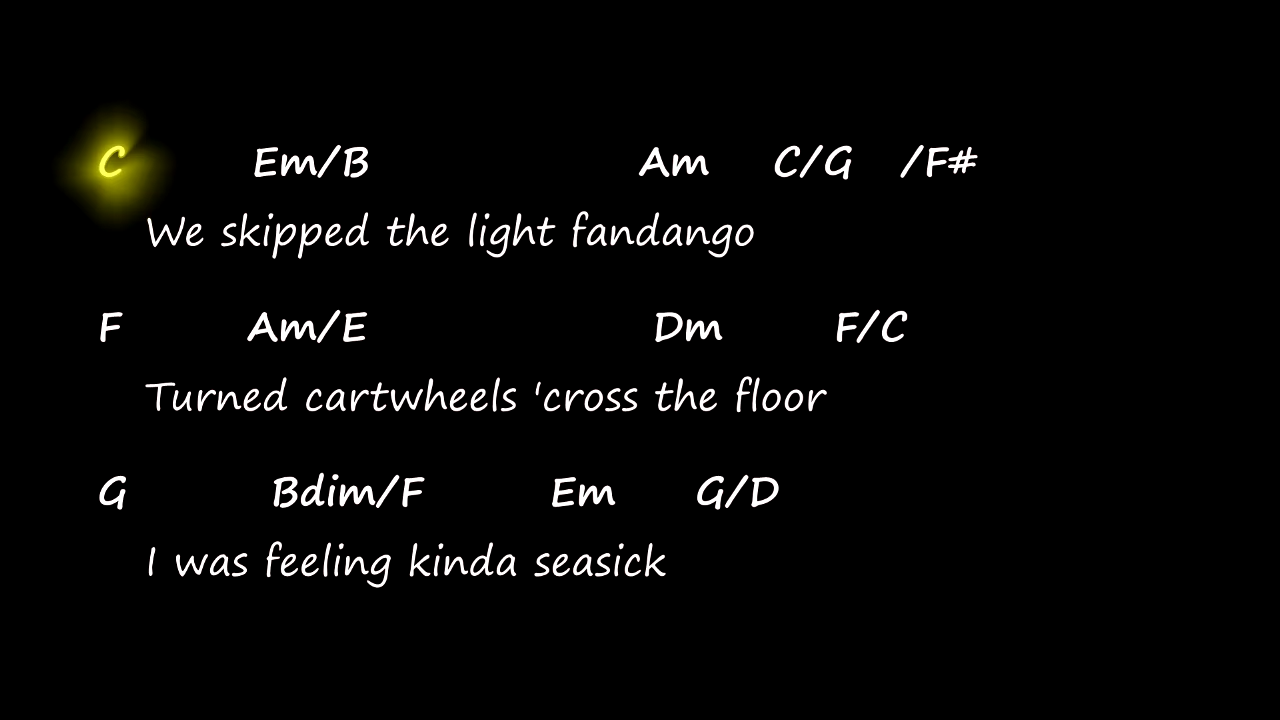 C Em/B Am C/G /F#
We skipped the light fandango
F Am/E Dm F/C
Turned cartwheels 'cross the floor
G Bdim/F Em G/D
I was feeling kinda seasick